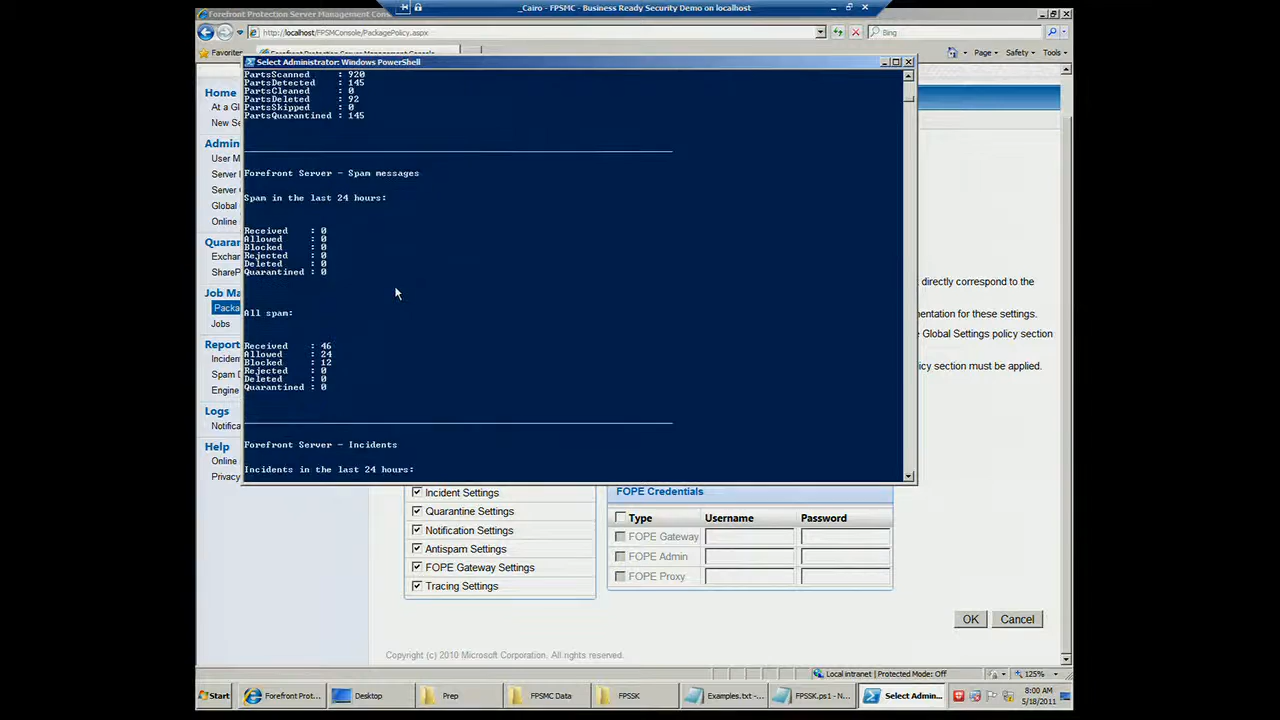 Forefront Protection Server Management Con
_Cairo - FPSMC - Business Ready Security Demo on localhost
http://localhost/FPSMConsole/PackagePolicy.aspx
Bing
Favorites
Forefront Protection Server Management Console
Page
Safety
Tools
Select Administrator: Windows PowerShell
PartsScanned : 920
PartsDetected : 145
PartsCleaned : 0
PartsDeleted : 92
PartsSkipped : 0
PartsQuarantined : 145
Forefront Server - Spam messages
Spam in the last 24 hours:
Received : 0
Allowed : 0
Blocked : 0
Rejected : 0
Deleted : 0
Quarantined : 0
All spam:
Received : 46
Allowed : 24
Blocked : 12
Rejected : 0
Deleted : 0
Quarantined : 0
Forefront Server - Incidents
Incidents in the last 24 hours:
Home
At a G
New Se
Admin
User M
Server
Server
Global
Online
Quaran
Exchan
ShareP
Job Ma
Packa
Jobs
Report
Inciden
Spam D
Engine
Logs
Notifica
Help
Online
Privacy
directly correspond to the
mentation for these settings.
e Global Settings policy section
icy section must be applied.
Incident Settings
Quarantine Settings
Notification Settings
Antispam Settings
FOPE Gateway Settings
Tracing Settings
FOPE Credentials
Type Username Password
FOPE Gateway
FOPE Admin
FOPE Proxy
OK Cancel
Copyright (c) 2010 Microsoft Corporation. All rights reserved.
Local intranet | Protected Mode: Off
125%
Start
Forefront Prot...
Desktop
Prep
FPSMC Data
FPSSK
Examples.txt -...
FPSSK.ps1 - N...
Select Admin...
8:00 AM
5/18/2011